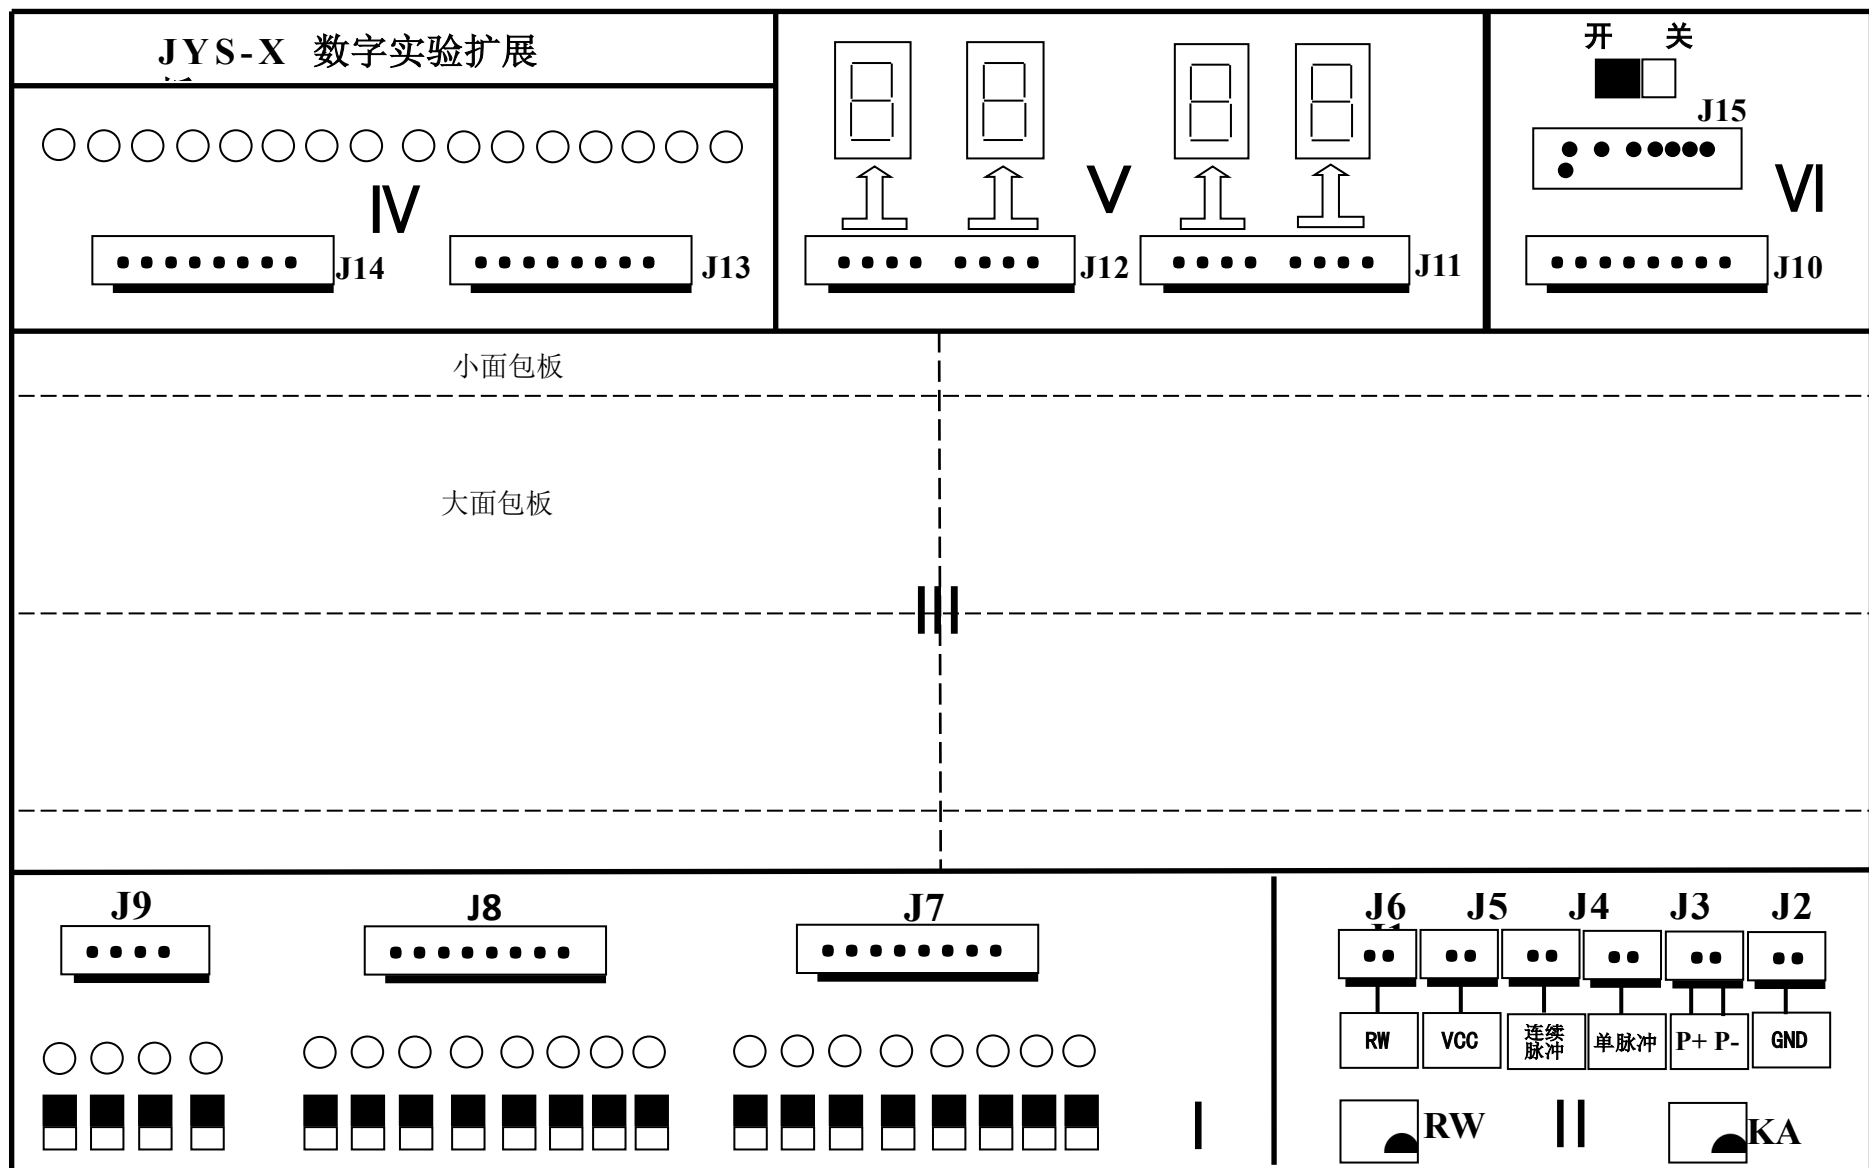 JYS-X 数字实验扩展
开 关
J15
IV
V
VI
J14
J13
J12
J11
J10
小面包板
大面包板
III
J9
J8
J7
J6
J5
J4
J3
J2
RW
VCC
连续
脉冲
单脉冲
P+ P-
GND
I
RW
II
KA